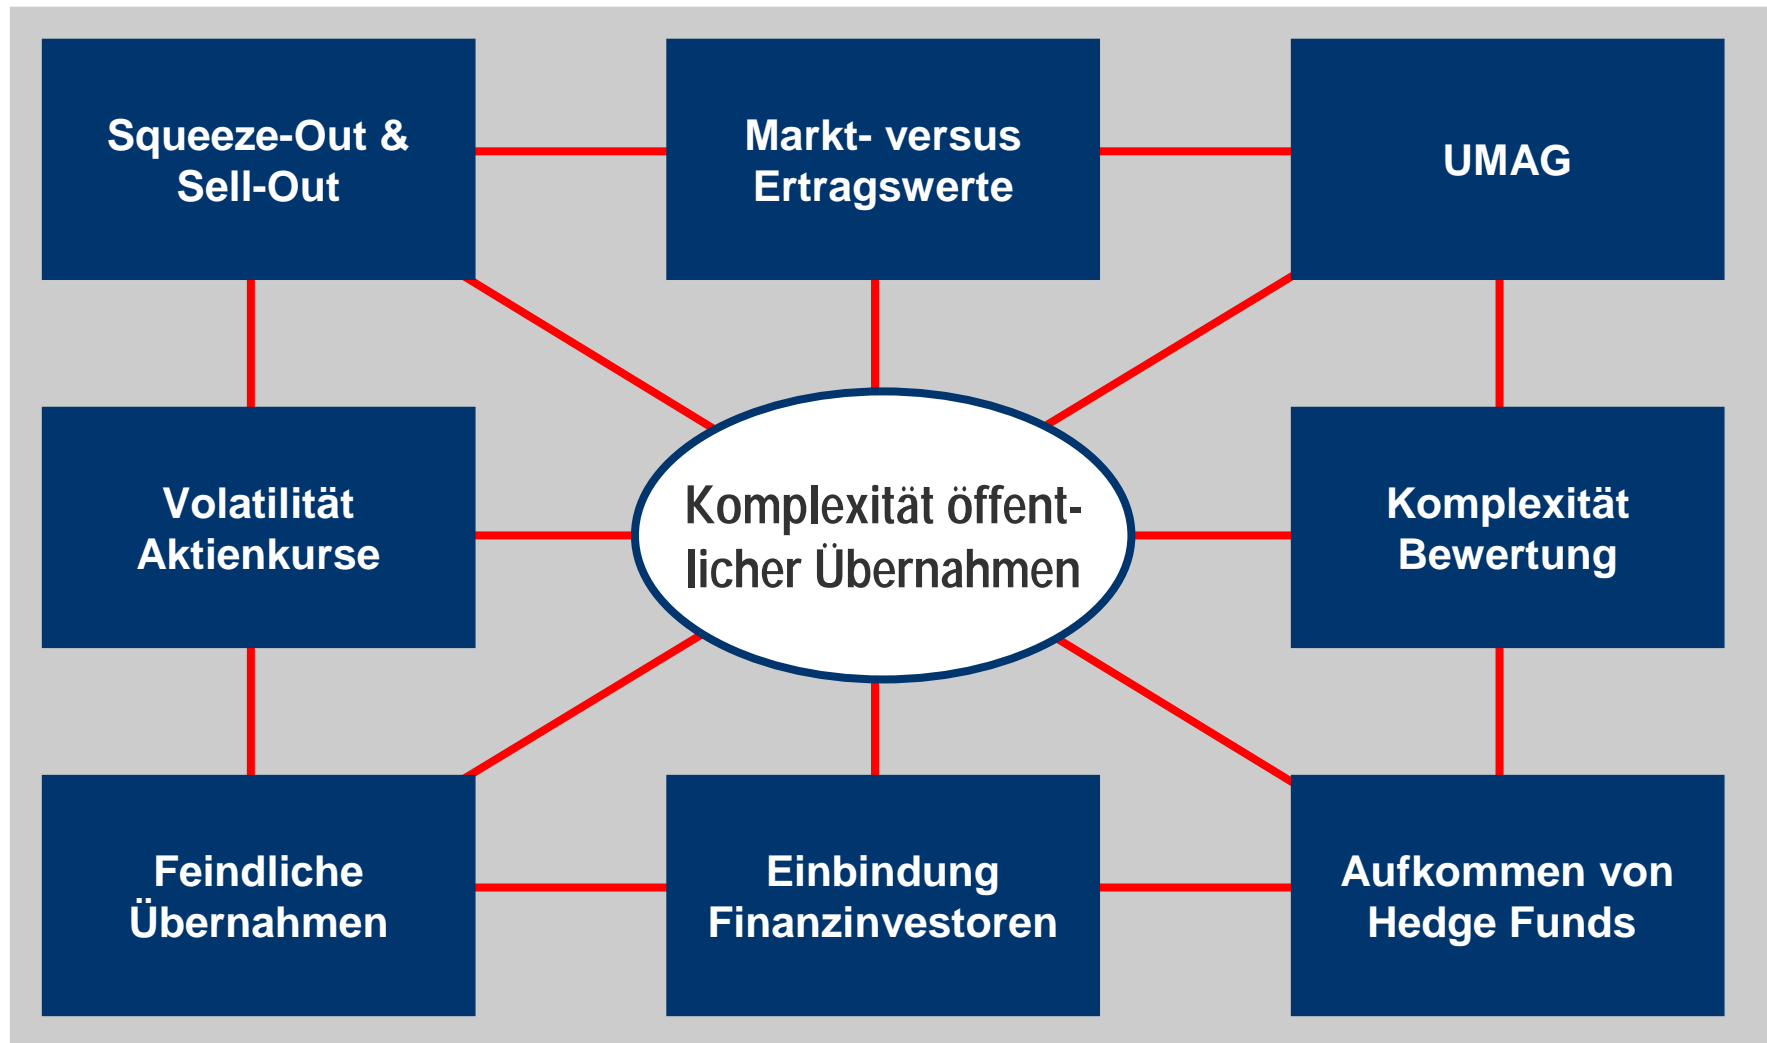 Squeeze-Out &
Sell-Out
Markt- versus
Ertragswerte
UMAG
Volatilität
Aktienkurse
Komplexität öffent-
licher Übernahmen
Komplexität
Bewertung
Feindliche
Übernahmen
Einbindung
Finanzinvestoren
Aufkommen von
Hedge Funds